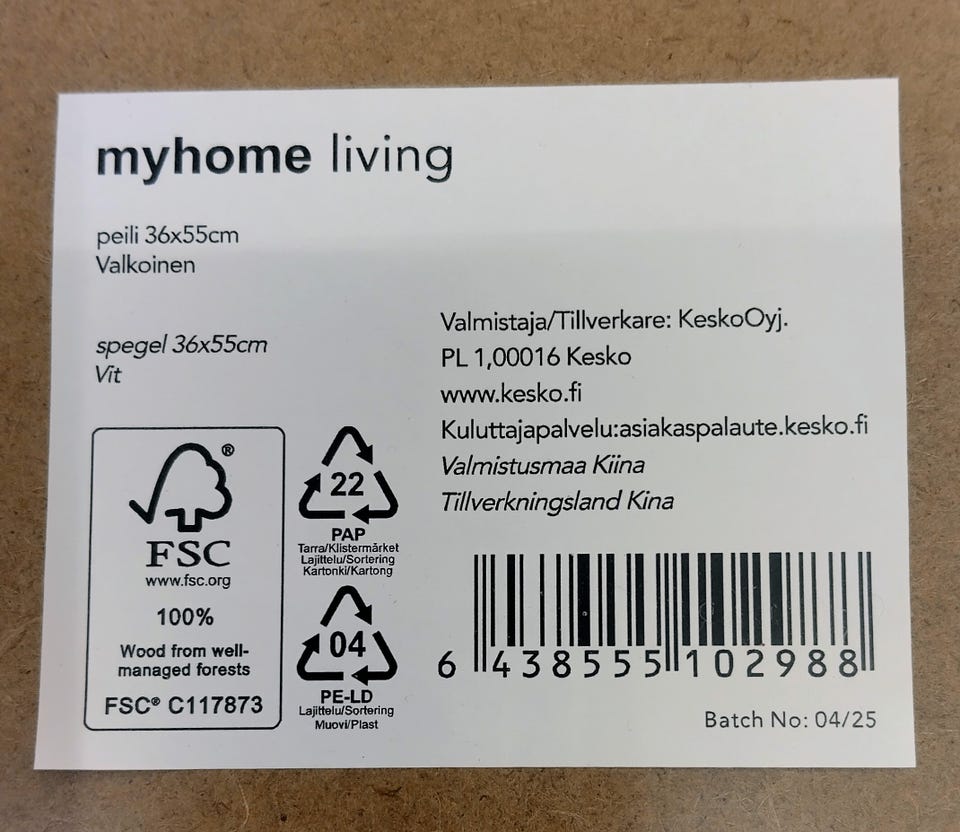 myhome living
peili 36x55cm
Valkoinen
spegel 36x55cm
Vit
Valmistaja/Tillverkare: KeskoOyj.
PL 1,00016 Kesko
www.kesko.fi
Kuluttajapalvelu:asiakaspalaute.kesko.fi
Valmistusmaa Kiina
Tillverkningsland Kina
®
FSC
www.fsc.org
100%
Wood from well-
managed forests
FSC® C117873
22
PAP
Tarra/Klistermärket
Lajittelu/Sortering
Kartonki/Kartong
04
PE-LD
Lajittelu/Sortering
Muovi/Plast
6 438555 102988
Batch No: 04/25